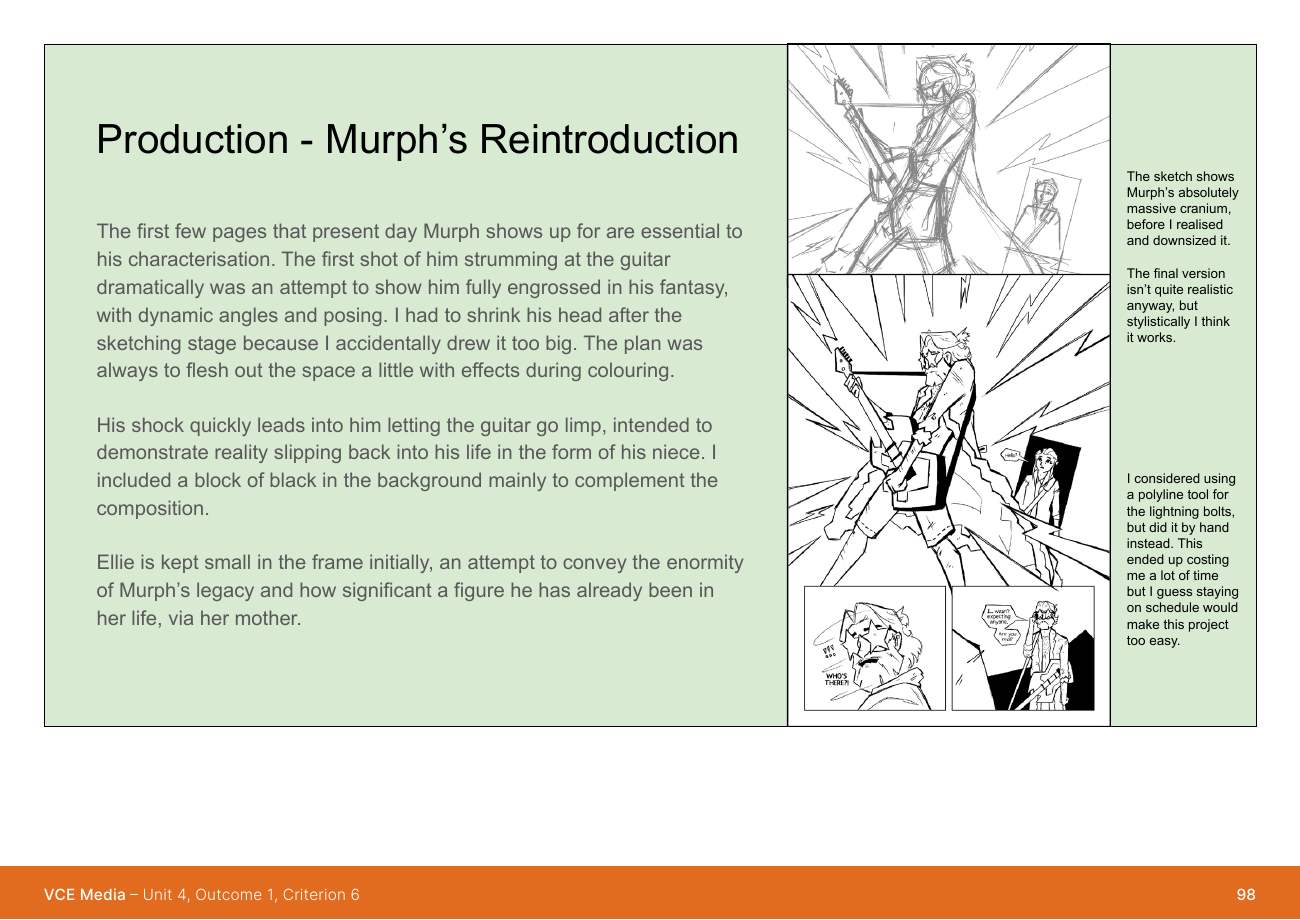 Production - Murph’s Reintroduction
The first few pages that present day Murph shows up for are essential to
his characterisation. The first shot of him strumming at the guitar
dramatically was an attempt to show him fully engrossed in his fantasy,
with dynamic angles and posing. I had to shrink his head after the
sketching stage because I accidentally drew it too big. The plan was
always to flesh out the space a little with effects during colouring.
His shock quickly leads into him letting the guitar go limp, intended to
demonstrate reality slipping back into his life in the form of his niece. I
included a block of black in the background mainly to complement the
composition.
Ellie is kept small in the frame initially, an attempt to convey the enormity
of Murph’s legacy and how significant a figure he has already been in
her life, via her mother.
Hello?
???
...
WHO'S
THERE?!
I... wasn't
expecting
anyone.
Are you
real?
The sketch shows
Murph’s absolutely
massive cranium,
before I realised
and downsized it.
The final version
isn’t quite realistic
anyway, but
stylistically I think
it works.
I considered using
a polyline tool for
the lightning bolts,
but did it by hand
instead. This
ended up costing
me a lot of time
but I guess staying
on schedule would
make this project
too easy.
VCE Media – Unit 4, Outcome 1, Criterion 6
98